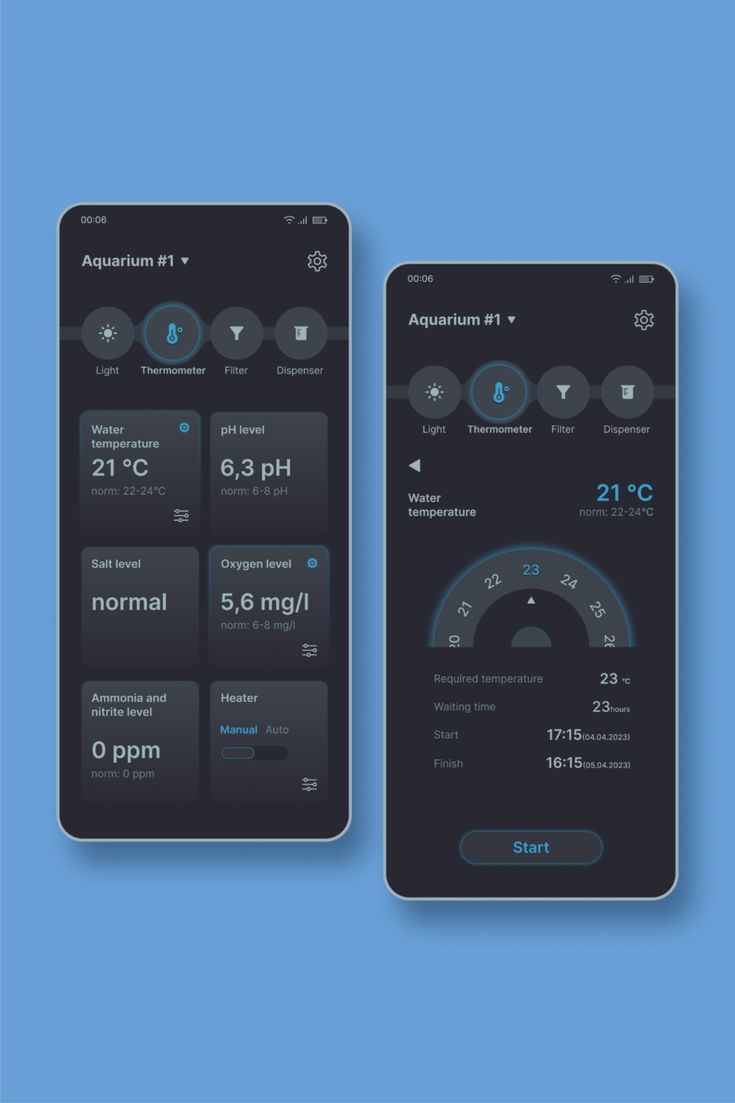 00:06
Aquarium #1
Light
Thermometer
Filter
Dispenser
Water
temperature
21 °C
norm: 22-24°C
pH level
6,3 pH
norm: 6-8 pH
Salt level
normal
Oxygen level
5,6 mg/l
norm: 6-8 mg/l
Ammonia and
nitrite level
0 ppm
norm: 0 ppm
Heater
Manual Auto
00:06
Aquarium #1
Light
Thermometer
Filter
Dispenser
Water
temperature
21 °C
norm: 22-24°C
20
21
22
23
24
25
26
Required temperature 23 °C
Waiting time 23hours
Start 17:15(04.04.2023)
Finish 16:15(05.04.2023)
Start